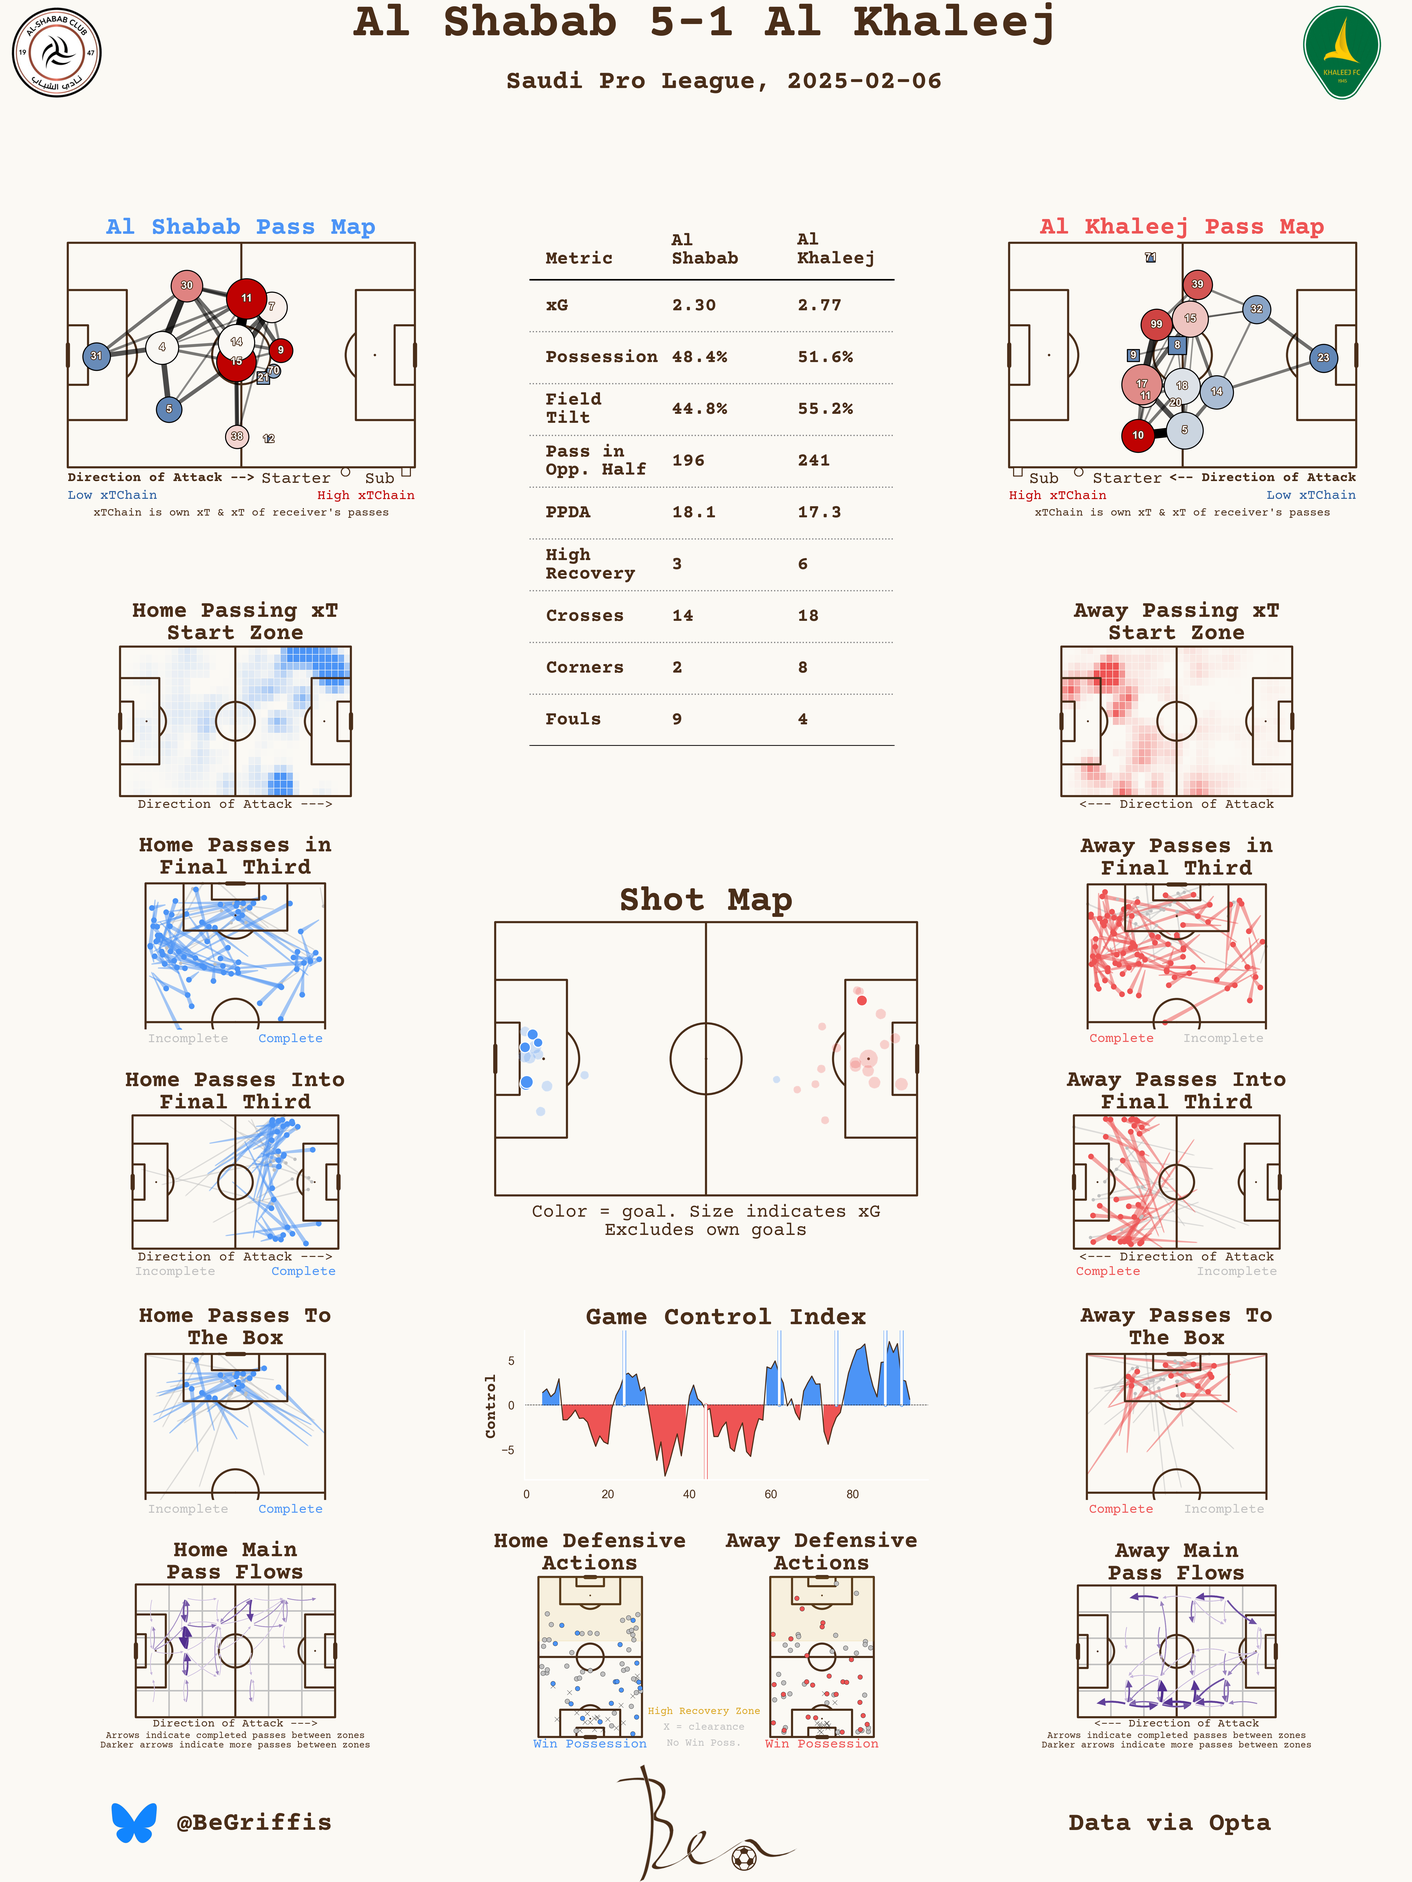 Al Shabab 5-1 Al Khaleej
Saudi Pro League, 2025-02-06
AL-SHABAB CLUB
19 47
نادي الشباب
KHALEEJ FC
1945
Al Shabab Pass Map
30
11
7
31
4
14
15
9
70
21
5
38
12
Direction of Attack --> Starter Sub
Low xTChain High xTChain
xTChain is own xT & xT of receiver's passes
Metric Al Shabab Al Khaleej
xG 2.30 2.77
Possession 48.4% 51.6%
Field Tilt 44.8% 55.2%
Pass in Opp. Half 196 241
PPDA 18.1 17.3
High Recovery 3 6
Crosses 14 18
Corners 2 8
Fouls 9 4
Al Khaleej Pass Map
71
39
32
99
15
9
8
23
17
11
18
20
14
10
5
Sub Starter <-- Direction of Attack
High xTChain Low xTChain
xTChain is own xT & xT of receiver's passes
Home Passing xT
Start Zone
Direction of Attack --->
Away Passing xT
Start Zone
<--- Direction of Attack
Home Passes in
Final Third
Incomplete Complete
Away Passes in
Final Third
Complete Incomplete
Shot Map
Color = goal. Size indicates xG
Excludes own goals
Home Passes Into
Final Third
Direction of Attack --->
Incomplete Complete
Away Passes Into
Final Third
<--- Direction of Attack
Complete Incomplete
Home Passes To
The Box
Incomplete Complete
Game Control Index
Control
5
0
−5
0 20 40 60 80
Away Passes To
The Box
Complete Incomplete
Home Main
Pass Flows
Direction of Attack --->
Arrows indicate completed passes between zones
Darker arrows indicate more passes between zones
Home Defensive
Actions
Win Possession
Away Defensive
Actions
Win Possession
High Recovery Zone
X = clearance
No Win Poss.
Away Main
Pass Flows
<--- Direction of Attack
Arrows indicate completed passes between zones
Darker arrows indicate more passes between zones
@BeGriffis
Ben
Data via Opta